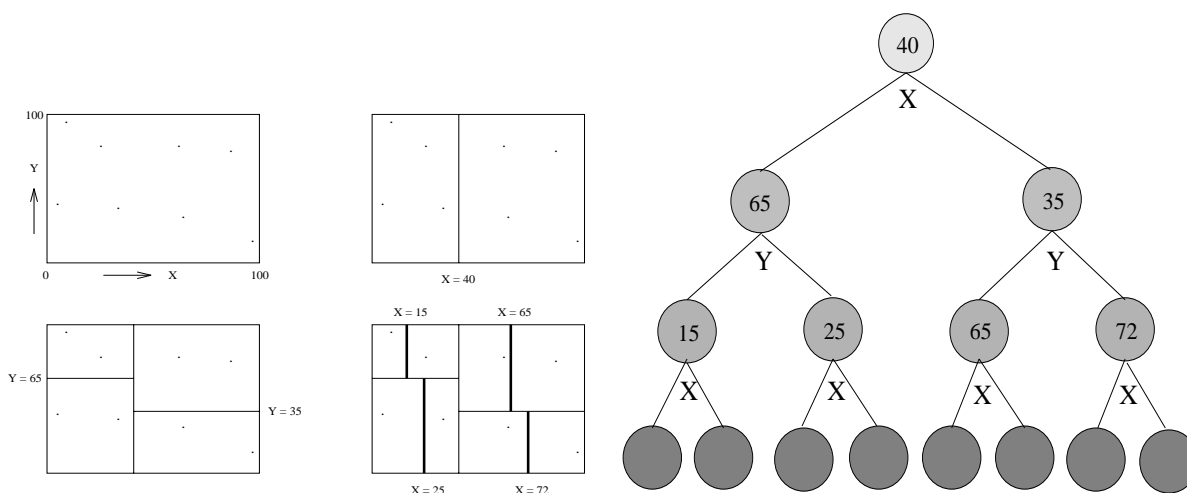 100
Y
0
X
100
X = 40
X = 15
X = 65
Y = 65
Y = 35
X = 25
X = 72
40
X
65
35
Y
Y
15
25
65
72
X
X
X
X